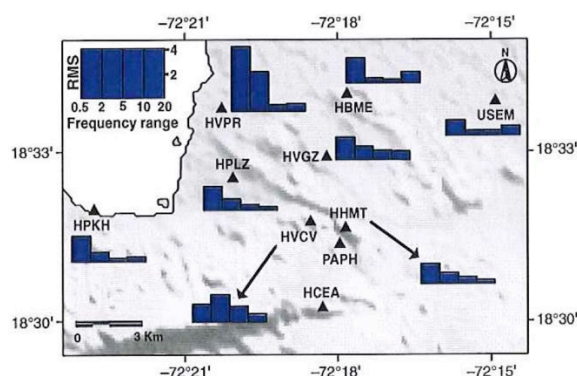 −72°21' −72°18' −72°15'
RMS
4
2
0.5 2 5 10 20
Frequency range
N
HVPR
HBME
USEM
18°33' 18°33'
HVGZ
HPLZ
HPKH
HHMT
HVCV
PAPH
HCEA
18°30' 18°30'
0 3 Km
−72°21' −72°18' −72°15'